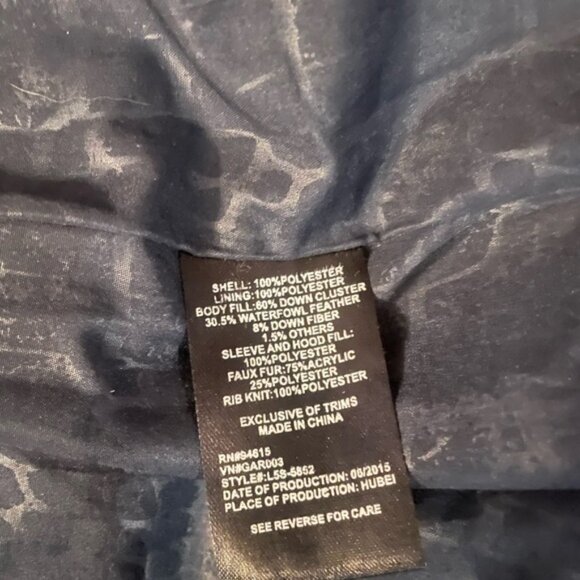 SHELL: 100%POLYESTER
LINING: 100%POLYESTER
BODY FILL: 60% DOWN CLUSTER
30.5% WATERFOWL FEATHER
8% DOWN FIBER
1.5% OTHERS
SLEEVE AND HOOD FILL:
100%POLYESTER
FAUX FUR: 75%ACRYLIC
25%POLYESTER
RIB KNIT: 100%POLYESTER
EXCLUSIVE OF TRIMS
MADE IN CHINA
RN#94615
VN#GAR003
STYLE#: L5S-5852
DATE OF PRODUCTION: 06/2015
PLACE OF PRODUCTION: HUBEI
SEE REVERSE FOR CARE